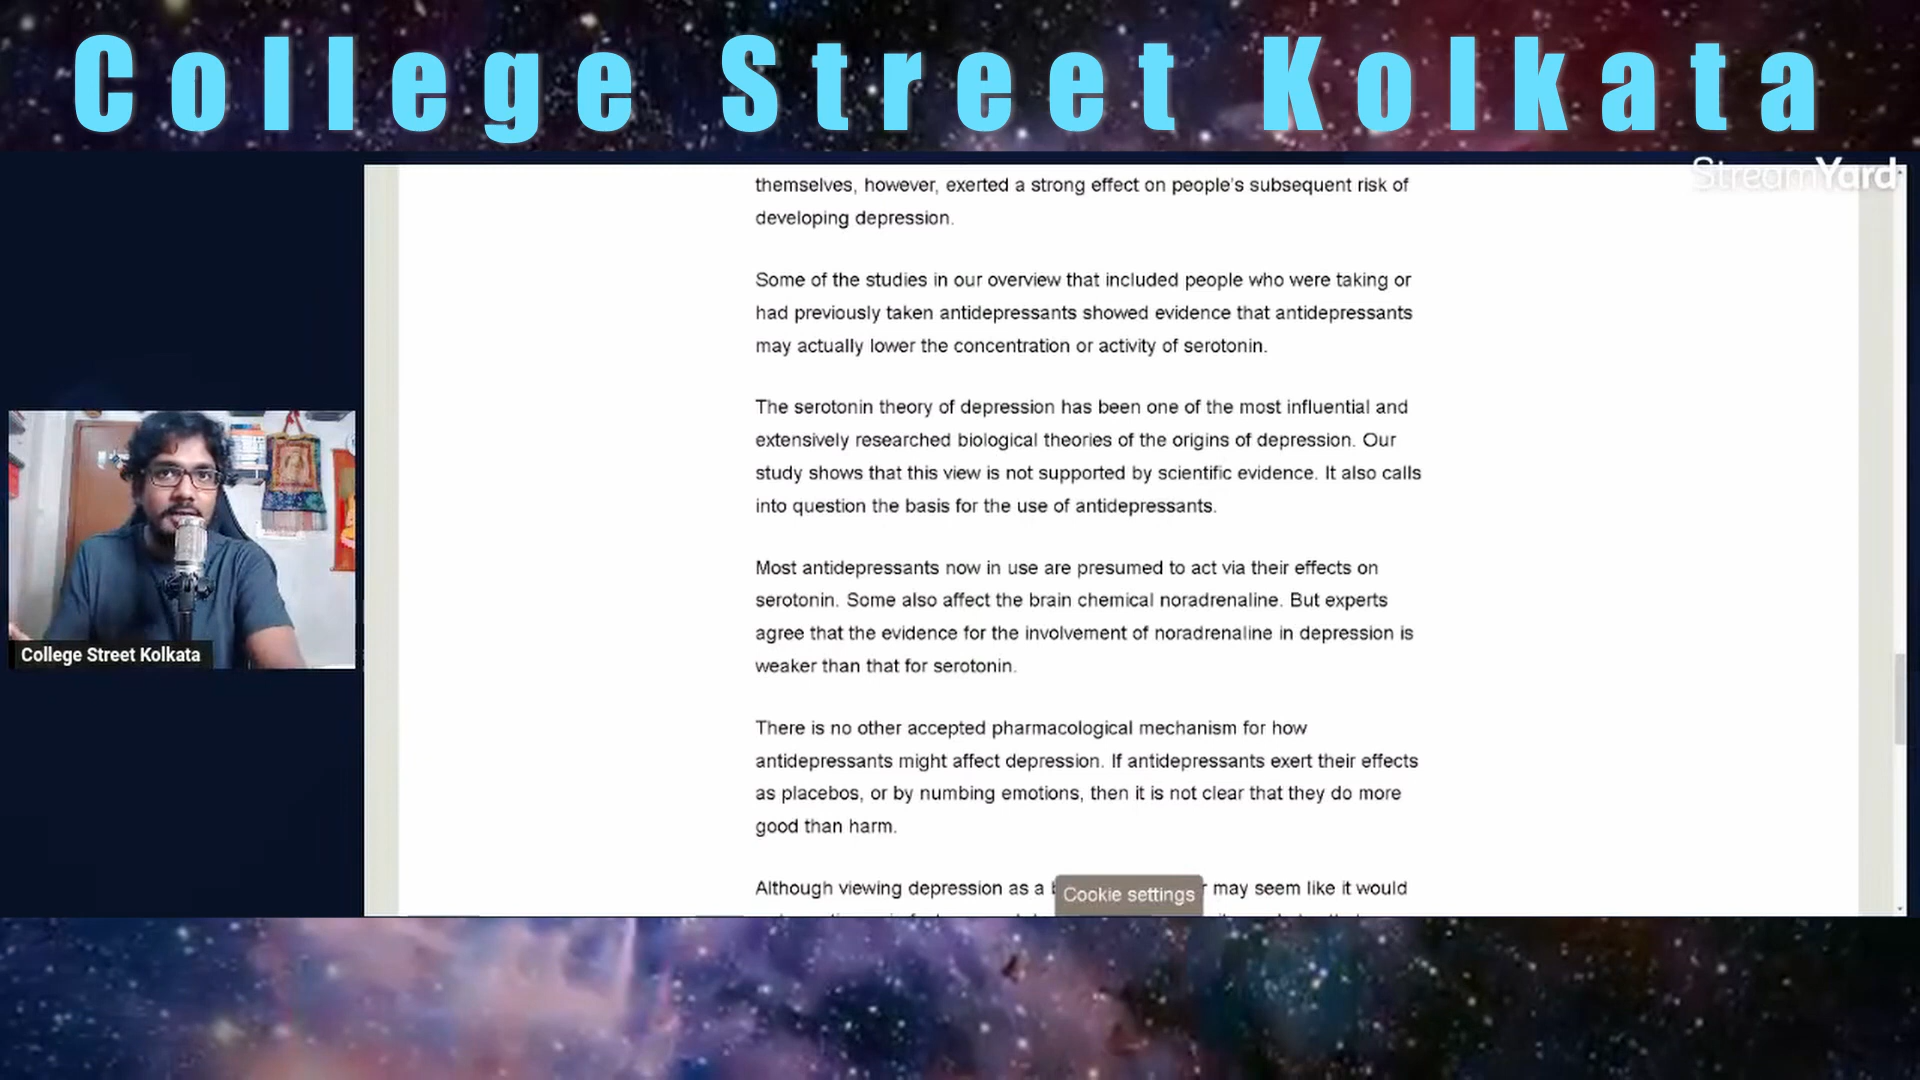 College Street Kolkata
StreamYard
themselves, however, exerted a strong effect on people's subsequent risk of
developing depression.
Some of the studies in our overview that included people who were taking or
had previously taken antidepressants showed evidence that antidepressants
may actually lower the concentration or activity of serotonin.
The serotonin theory of depression has been one of the most influential and
extensively researched biological theories of the origins of depression. Our
study shows that this view is not supported by scientific evidence. It also calls
into question the basis for the use of antidepressants.
Most antidepressants now in use are presumed to act via their effects on
serotonin. Some also affect the brain chemical noradrenaline. But experts
agree that the evidence for the involvement of noradrenaline in depression is
weaker than that for serotonin.
There is no other accepted pharmacological mechanism for how
antidepressants might affect depression. If antidepressants exert their effects
as placebos, or by numbing emotions, then it is not clear that they do more
good than harm.
Although viewing depression as a may seem like it would
Cookie settings
College Street Kolkata